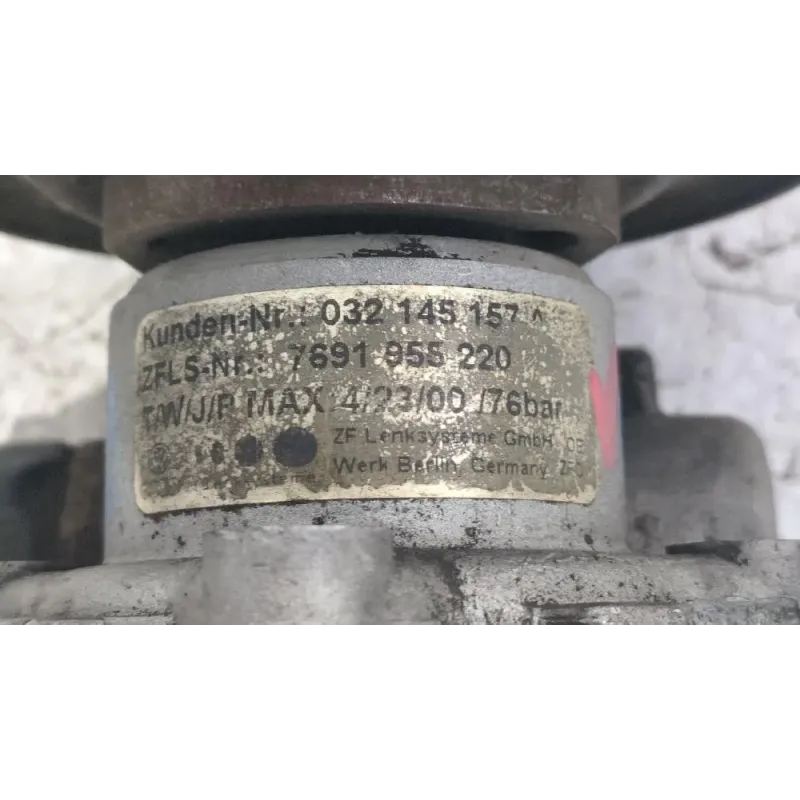 Kunden-Nr.: 032 145 157 A
ZFLS-Nr.: 7691 955 220
T/W/J/P MAX: 4/23/00 /76bar
ZF Lenksysteme GmbH
Werk Berlin, Germany